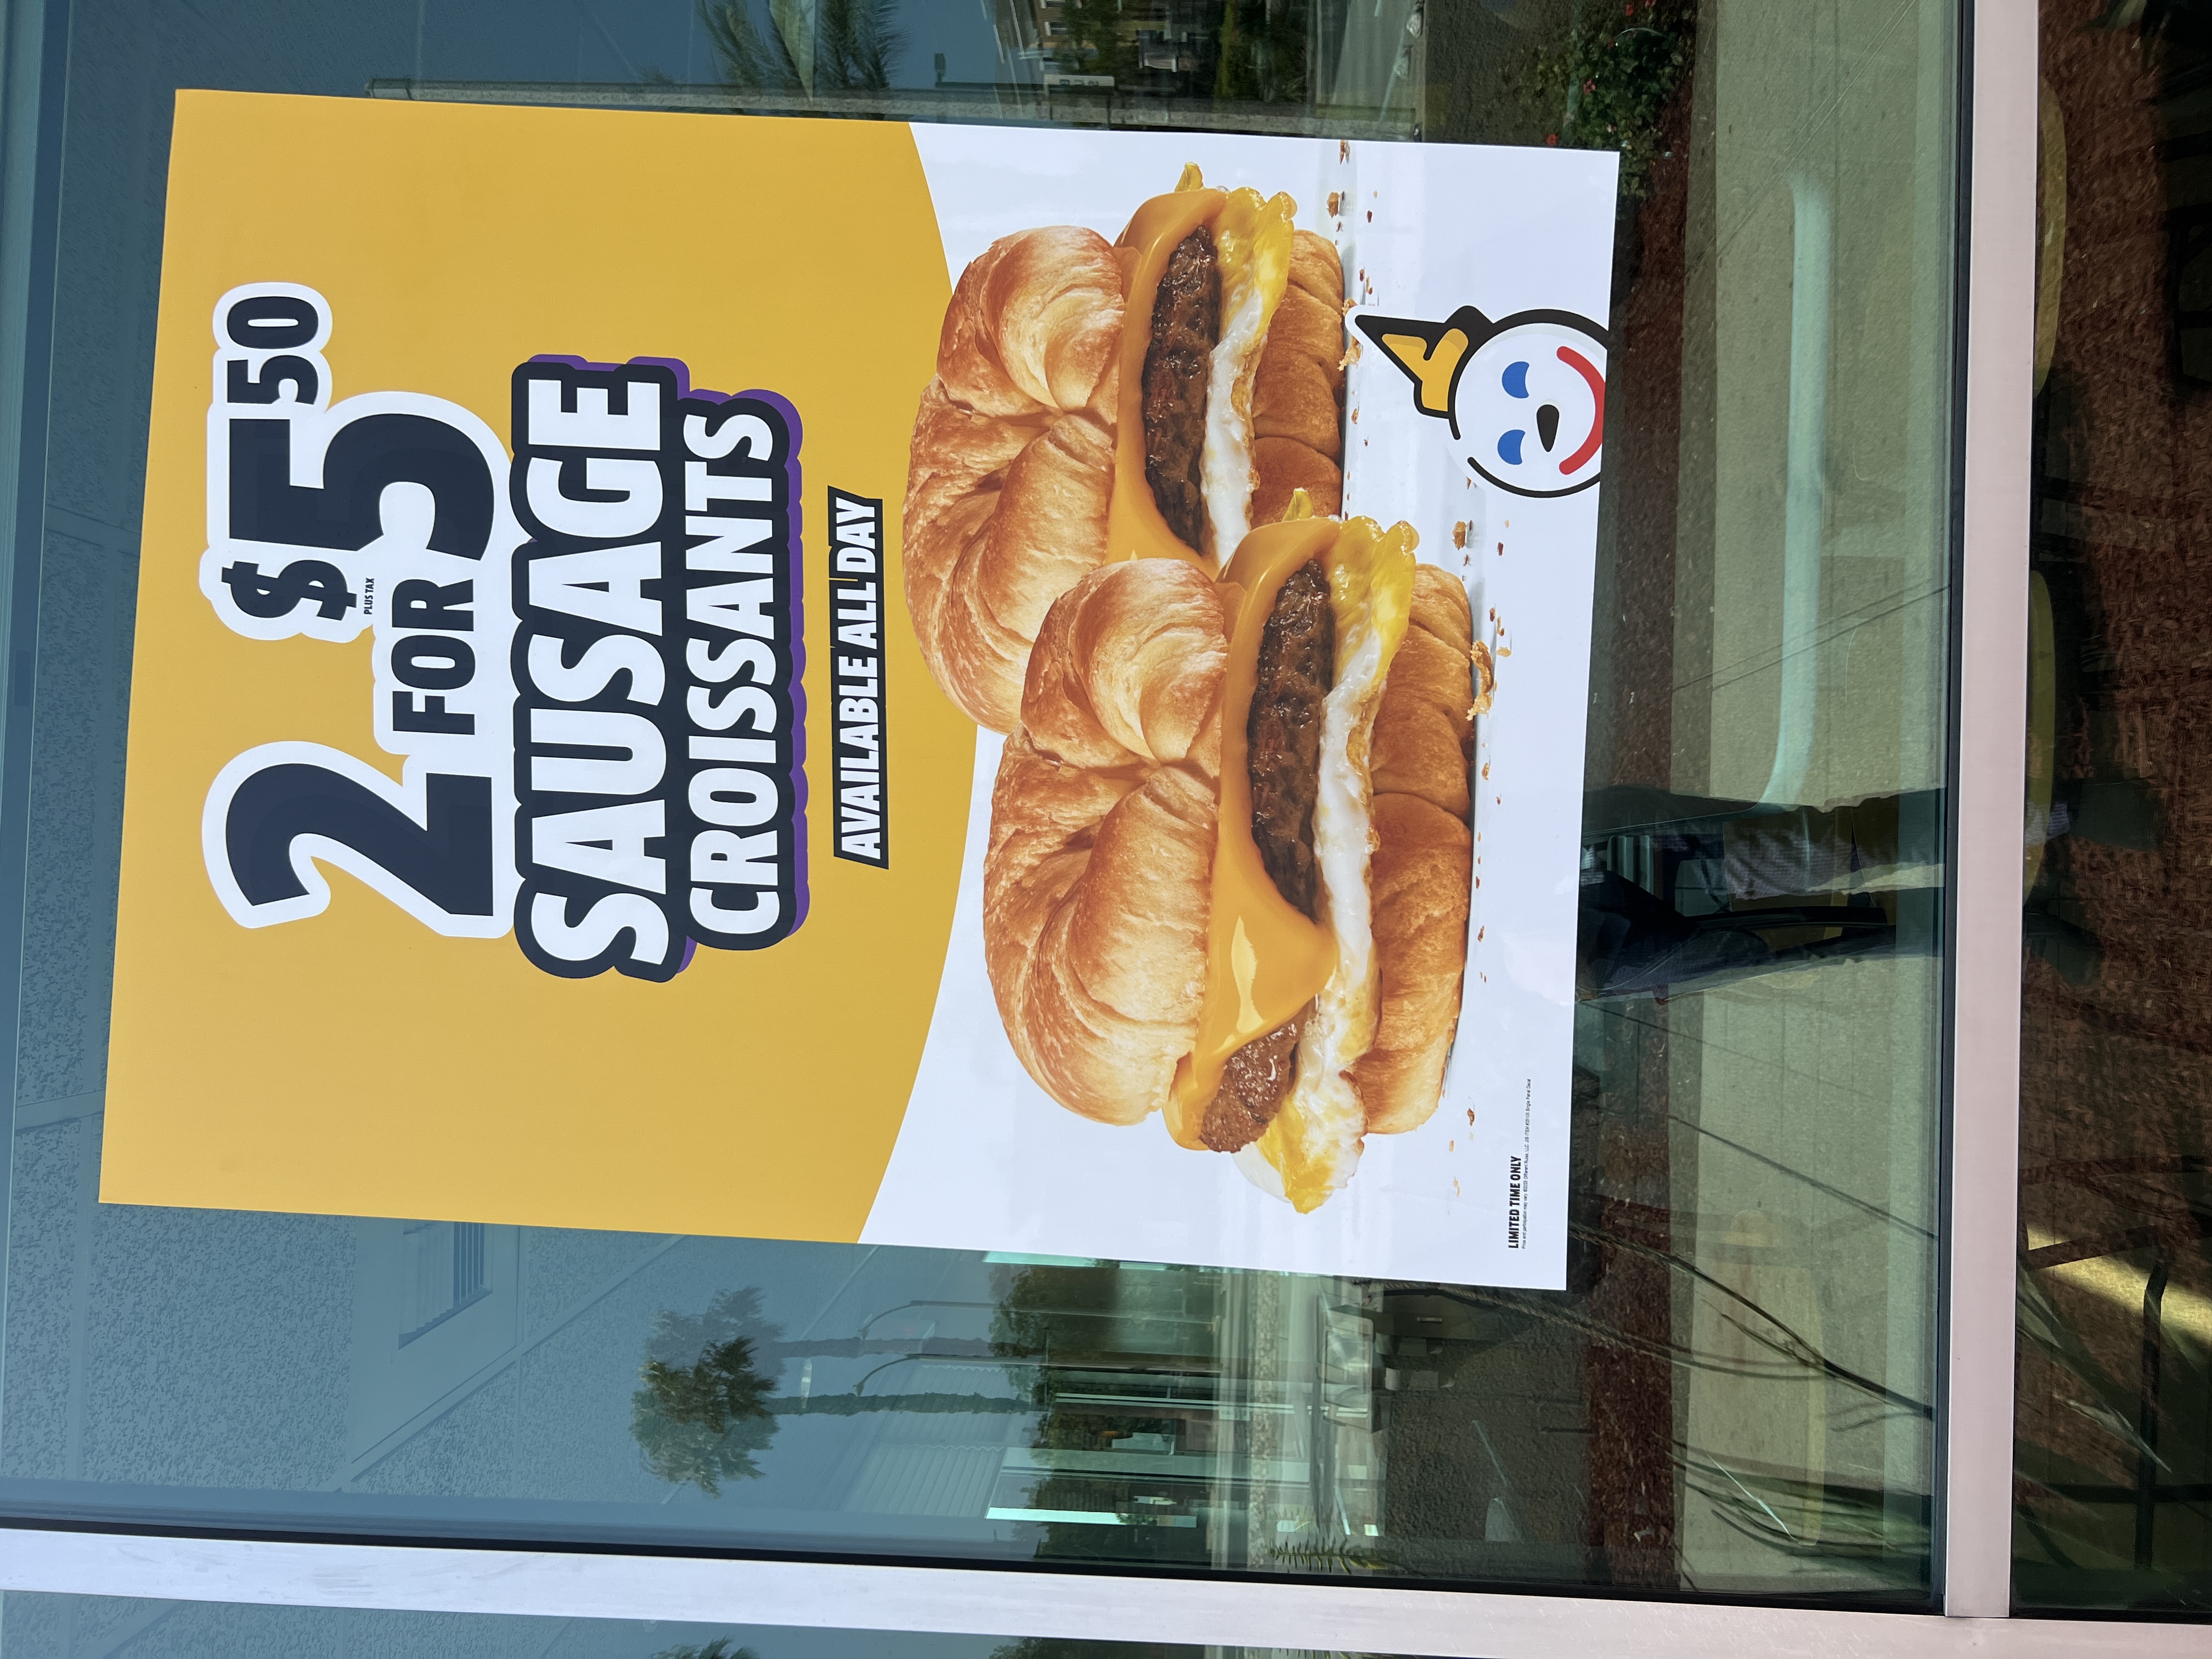 2 FOR $5 50
PLUS TAX
SAUSAGE
CROISSANTS
AVAILABLE ALL DAY
LIMITED TIME ONLY